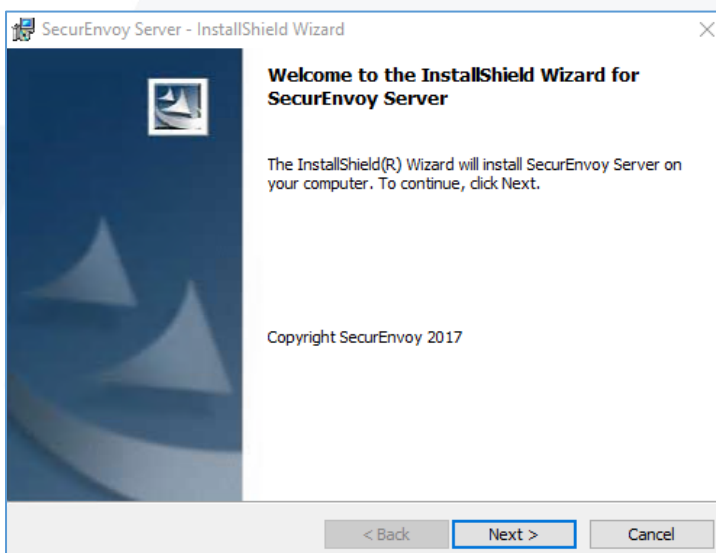 SecurEnvoy Server - InstallShield Wizard
Welcome to the InstallShield Wizard for
SecurEnvoy Server
The InstallShield(R) Wizard will install SecurEnvoy Server on
your computer. To continue, click Next.
Copyright SecurEnvoy 2017
< Back
Next >
Cancel